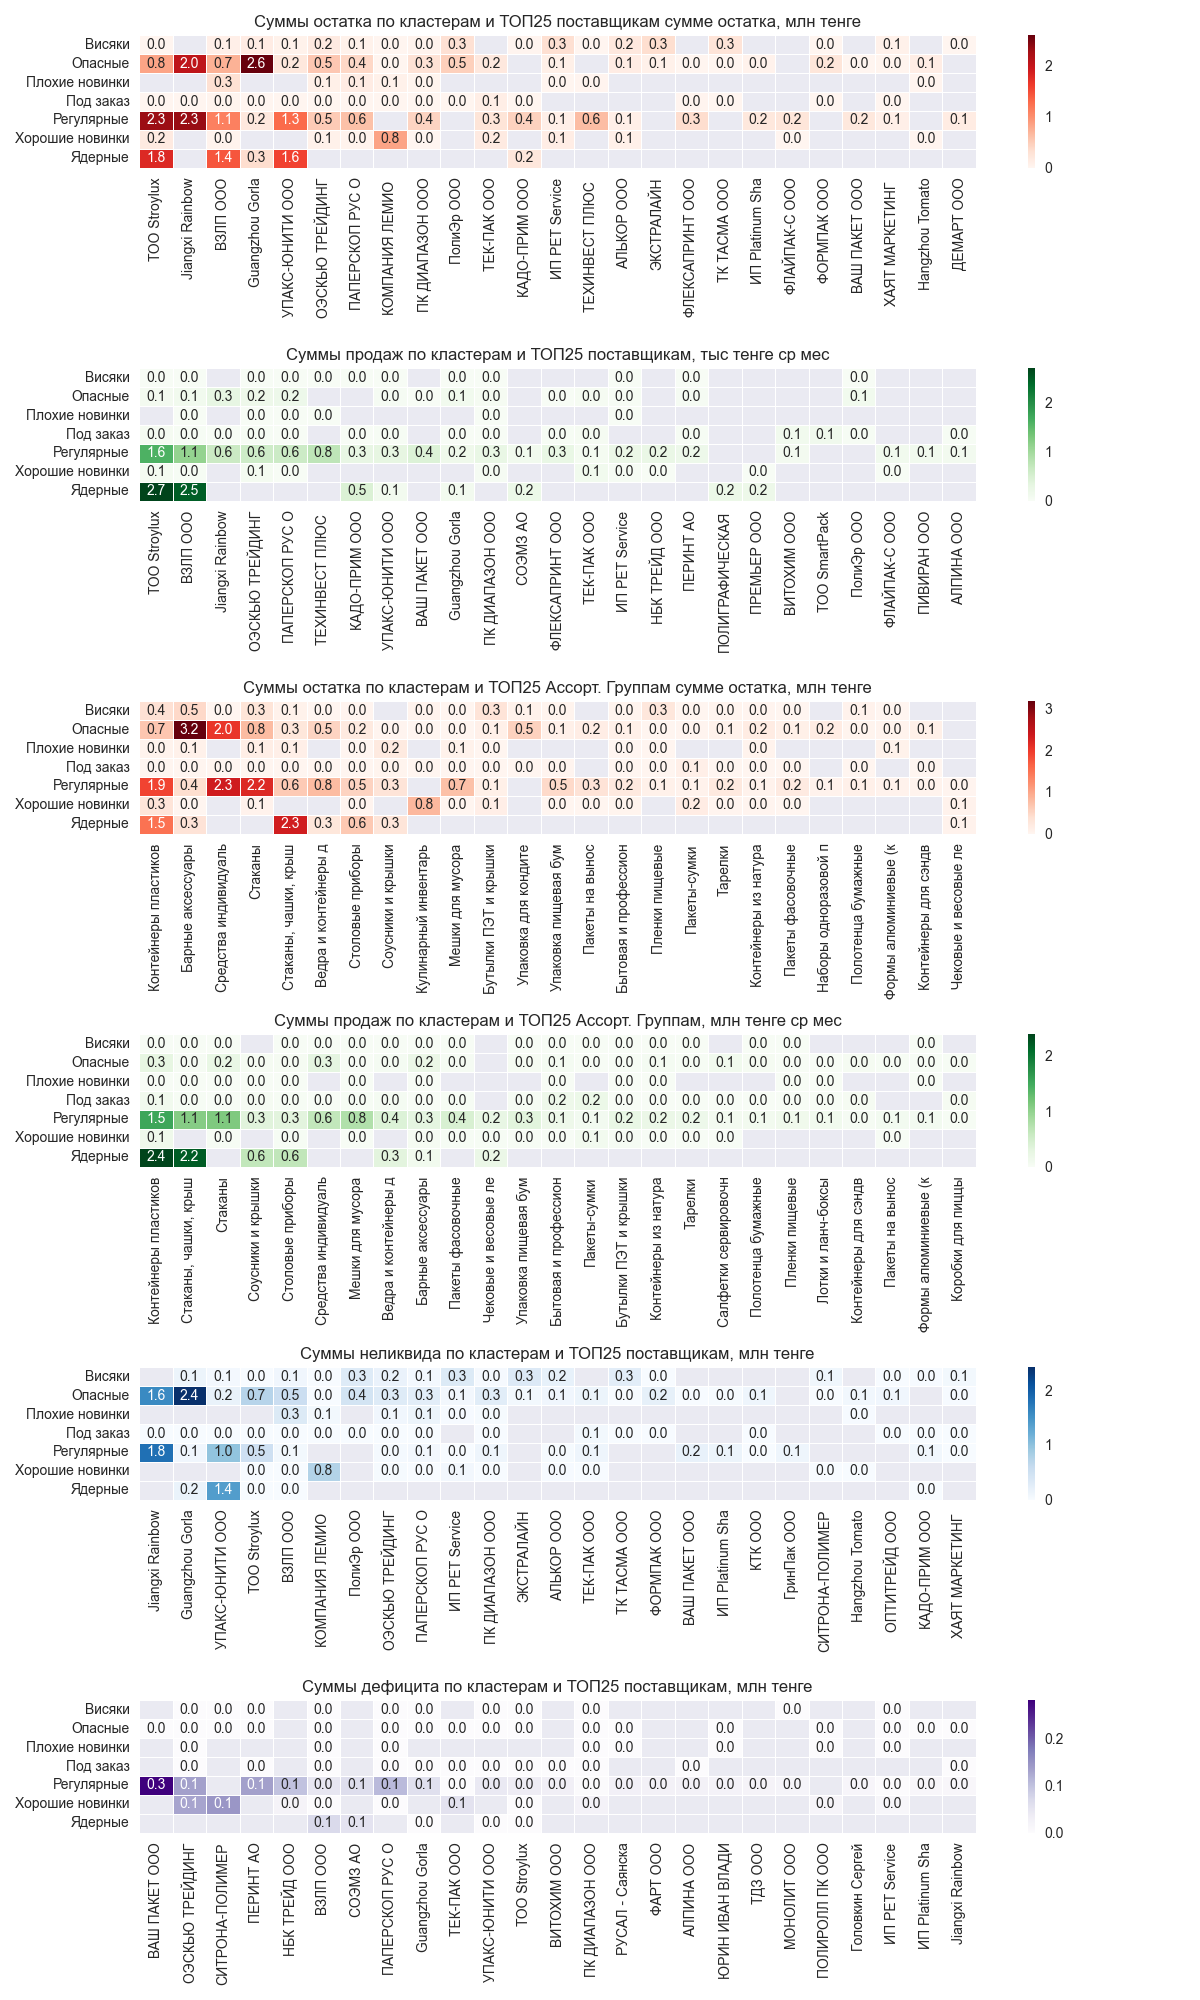 Суммы остатка по кластерам и ТОП25 поставщикам сумме остатка, млн тенге
Висяки 0.0 0.1 0.1 0.1 0.2 0.1 0.0 0.0 0.3 0.0 0.3 0.0 0.2 0.3 0.3 0.0 0.1 0.0
Опасные 0.8 2.0 0.7 2.6 0.2 0.5 0.4 0.0 0.3 0.5 0.2 0.1 0.1 0.1 0.0 0.0 0.0 0.2 0.0 0.0 0.1
Плохие новинки 0.3 0.1 0.1 0.1 0.0 0.0 0.0 0.0
Под заказ 0.0 0.0 0.0 0.0 0.0 0.0 0.0 0.0 0.0 0.0 0.1 0.0 0.0 0.0 0.0 0.0
Регулярные 2.3 2.3 1.1 0.2 1.3 0.5 0.6 0.4 0.3 0.4 0.1 0.6 0.1 0.3 0.2 0.2 0.2 0.1 0.1
Хорошие новинки 0.2 0.0 0.1 0.0 0.8 0.0 0.2 0.1 0.1 0.0 0.0
Ядерные 1.8 1.4 0.3 1.6 0.2
2
1
0
ТОО Stroylux
Jiangxi Rainbow
ВЗЛП ООО
Guangzhou Gorla
УПАКС-ЮНИТИ ООО
ОЭСКЬЮ ТРЕЙДИНГ
ПАПЕРСКОП РУС О
КОМПАНИЯ ЛЕМИО
ПК ДИАПАЗОН ООО
ПолиЭр ООО
ТЕК-ПАК ООО
КАДО-ПРИМ ООО
ИП РЕТ Service
ТЕХИНВЕСТ ПЛЮС
АЛЬКОР ООО
ЭКСТРАЛАЙН
ФЛЕКСАПРИНТ ООО
ТК ТАСМА ООО
ИП Platinum Sha
ФЛАЙПАК-С ООО
ФОРМПАК ООО
ВАШ ПАКЕТ ООО
ХАЯТ МАРКЕТИНГ
Hangzhou Tomato
ДЕМАРТ ООО
Суммы продаж по кластерам и ТОП25 поставщикам, тыс тенге ср мес
Висяки 0.0 0.0 0.0 0.0 0.0 0.0 0.0 0.0 0.0 0.0 0.0 0.0
Опасные 0.1 0.1 0.3 0.2 0.2 0.0 0.0 0.1 0.0 0.0 0.0 0.0 0.0 0.1
Плохие новинки 0.0 0.0 0.0 0.0 0.0 0.0
Под заказ 0.0 0.0 0.0 0.0 0.0 0.0 0.0 0.0 0.0 0.0 0.0 0.0 0.1 0.1 0.0 0.0
Регулярные 1.6 1.1 0.6 0.6 0.6 0.8 0.3 0.3 0.4 0.2 0.3 0.1 0.3 0.1 0.2 0.2 0.2 0.1 0.1 0.1 0.1
Хорошие новинки 0.1 0.0 0.1 0.0 0.0 0.1 0.0 0.0 0.0 0.0
Ядерные 2.7 2.5 0.5 0.1 0.1 0.2 0.2 0.2
2
1
0
ТОО Stroylux
ВЗЛП ООО
Jiangxi Rainbow
ОЭСКЬЮ ТРЕЙДИНГ
ПАПЕРСКОП РУС О
ТЕХИНВЕСТ ПЛЮС
КАДО-ПРИМ ООО
УПАКС-ЮНИТИ ООО
ВАШ ПАКЕТ ООО
Guangzhou Gorla
ПК ДИАПАЗОН ООО
СОЭМЗ АО
ФЛЕКСАПРИНТ ООО
ТЕК-ПАК ООО
ИП РЕТ Service
НБК ТРЕЙД ООО
ПЕРИНТ АО
ПОЛИГРАФИЧЕСКАЯ
ПРЕМЬЕР ООО
ВИТОХИМ ООО
ТОО SmartPack
ПолиЭр ООО
ФЛАЙПАК-С ООО
ПИВИРАН ООО
АЛПИНА ООО
Суммы остатка по кластерам и ТОП25 Ассорт. Группам сумме остатка, млн тенге
Висяки 0.4 0.5 0.0 0.3 0.1 0.0 0.0 0.0 0.0 0.3 0.1 0.0 0.0 0.3 0.0 0.0 0.0 0.0 0.1 0.0
Опасные 0.7 3.2 2.0 0.8 0.3 0.5 0.2 0.0 0.0 0.0 0.1 0.5 0.1 0.2 0.1 0.0 0.0 0.1 0.2 0.1 0.2 0.0 0.0 0.1
Плохие новинки 0.0 0.1 0.1 0.1 0.0 0.2 0.1 0.0 0.0 0.0 0.0 0.1
Под заказ 0.0 0.0 0.0 0.0 0.0 0.0 0.0 0.0 0.0 0.0 0.0 0.0 0.0 0.0 0.0 0.1 0.0 0.0 0.0 0.0 0.0
Регулярные 1.9 0.4 2.3 2.2 0.6 0.8 0.5 0.3 0.7 0.1 0.5 0.3 0.2 0.1 0.1 0.2 0.1 0.2 0.1 0.1 0.1 0.0 0.0
Хорошие новинки 0.3 0.0 0.1 0.0 0.8 0.0 0.1 0.0 0.0 0.0 0.2 0.0 0.0 0.0 0.1
Ядерные 1.5 0.3 2.3 0.3 0.6 0.3 0.1
3
2
1
0
Контейнеры пластиков
Барные аксессуары
Средства индивидуаль
Стаканы
Стаканы, чашки, крыш
Ведра и контейнеры д
Столовые приборы
Соусники и крышки
Кулинарный инвентарь
Мешки для мусора
Бутылки ПЭТ и крышки
Упаковка для кондите
Упаковка пищевая бум
Пакеты на вынос
Бытовая и профессион
Пленки пищевые
Пакеты-сумки
Тарелки
Контейнеры из натура
Пакеты фасовочные
Наборы одноразовой п
Полотенца бумажные
Формы алюминиевые (к
Контейнеры для сэндв
Чековые и весовые ле
Суммы продаж по кластерам и ТОП25 Ассорт. Группам, млн тенге ср мес
Висяки 0.0 0.0 0.0 0.0 0.0 0.0 0.0 0.0 0.0 0.0 0.0 0.0 0.0 0.0 0.0 0.0 0.0 0.0
Опасные 0.3 0.0 0.2 0.0 0.0 0.3 0.0 0.0 0.2 0.0 0.0 0.1 0.0 0.0 0.1 0.0 0.1 0.0 0.0 0.0 0.0 0.0 0.0 0.0
Плохие новинки 0.0 0.0 0.0 0.0 0.0 0.0 0.0 0.0 0.0 0.0 0.0 0.0 0.0
Под заказ 0.1 0.0 0.0 0.0 0.0 0.0 0.0 0.0 0.0 0.0 0.0 0.2 0.2 0.0 0.0 0.0 0.0 0.0 0.0 0.0 0.0 0.0
Регулярные 1.5 1.1 1.1 0.3 0.3 0.6 0.8 0.4 0.3 0.4 0.2 0.3 0.1 0.1 0.2 0.2 0.2 0.1 0.1 0.1 0.1 0.0 0.1 0.1 0.0
Хорошие новинки 0.1 0.0 0.0 0.0 0.0 0.0 0.0 0.0 0.0 0.1 0.0 0.0 0.0 0.0 0.0
Ядерные 2.4 2.2 0.6 0.6 0.3 0.1 0.2
2
1
0
Контейнеры пластиков
Стаканы, чашки, крыш
Стаканы
Соусники и крышки
Столовые приборы
Средства индивидуаль
Мешки для мусора
Ведра и контейнеры д
Барные аксессуары
Пакеты фасовочные
Чековые и весовые ле
Упаковка пищевая бум
Бытовая и профессион
Пакеты-сумки
Бутылки ПЭТ и крышки
Контейнеры из натура
Тарелки
Салфетки сервировочн
Полотенца бумажные
Пленки пищевые
Лотки и ланч-боксы
Контейнеры для сэндв
Пакеты на вынос
Формы алюминиевые (к
Коробки для пиццы
Суммы неликвида по кластерам и ТОП25 поставщикам, млн тенге
Висяки 0.1 0.1 0.0 0.1 0.0 0.3 0.2 0.1 0.3 0.0 0.3 0.2 0.3 0.0 0.1 0.0 0.0 0.1
Опасные 1.6 2.4 0.2 0.7 0.5 0.0 0.4 0.3 0.3 0.1 0.3 0.1 0.1 0.1 0.0 0.2 0.0 0.0 0.1 0.0 0.1 0.1 0.0
Плохие новинки 0.3 0.1 0.1 0.1 0.0 0.0 0.0
Под заказ 0.0 0.0 0.0 0.0 0.0 0.0 0.0 0.0 0.0 0.0 0.1 0.0 0.0 0.0 0.0 0.0 0.0
Регулярные 1.8 0.1 1.0 0.5 0.1 0.0 0.1 0.0 0.1 0.0 0.1 0.2 0.1 0.0 0.1 0.1 0.0
Хорошие новинки 0.0 0.0 0.8 0.0 0.0 0.1 0.0 0.0 0.0 0.0 0.0
Ядерные 0.2 1.4 0.0 0.0 0.0
2
1
0
Jiangxi Rainbow
Guangzhou Gorla
УПАКС-ЮНИТИ ООО
ТОО Stroylux
ВЗЛП ООО
КОМПАНИЯ ЛЕМИО
ПолиЭр ООО
ОЭСКЬЮ ТРЕЙДИНГ
ПАПЕРСКОП РУС О
ИП РЕТ Service
ПК ДИАПАЗОН ООО
ЭКСТРАЛАЙН
АЛЬКОР ООО
ТЕК-ПАК ООО
ТК ТАСМА ООО
ФОРМПАК ООО
ВАШ ПАКЕТ ООО
ИП Platinum Sha
КТК ООО
ГринПак ООО
СИТРОНА-ПОЛИМЕР
Hangzhou Tomato
ОПТИТРЕЙД ООО
КАДО-ПРИМ ООО
ХАЯТ МАРКЕТИНГ
Суммы дефицита по кластерам и ТОП25 поставщикам, млн тенге
Висяки 0.0 0.0 0.0 0.0 0.0 0.0 0.0 0.0 0.0 0.0 0.0
Опасные 0.0 0.0 0.0 0.0 0.0 0.0 0.0 0.0 0.0 0.0 0.0 0.0 0.0 0.0 0.0 0.0
Плохие новинки 0.0 0.0 0.0 0.0 0.0 0.0 0.0 0.0
Под заказ 0.0 0.0 0.0 0.0 0.0 0.0 0.0 0.0 0.0 0.0 0.0 0.0
Регулярные 0.3 0.1 0.1 0.1 0.0 0.1 0.1 0.1 0.0 0.0 0.0 0.0 0.0 0.0 0.0 0.0 0.0 0.0 0.0 0.0 0.0 0.0 0.0
Хорошие новинки 0.1 0.1 0.0 0.0 0.0 0.1 0.0 0.0 0.0 0.0
Ядерные 0.1 0.1 0.0 0.0 0.0
0.2
0.1
0.0
ВАШ ПАКЕТ ООО
ОЭСКЬЮ ТРЕЙДИНГ
СИТРОНА-ПОЛИМЕР
ПЕРИНТ АО
НБК ТРЕЙД ООО
ВЗЛП ООО
СОЭМЗ АО
ПАПЕРСКОП РУС О
Guangzhou Gorla
ТЕК-ПАК ООО
УПАКС-ЮНИТИ ООО
ТОО Stroylux
ВИТОХИМ ООО
ПК ДИАПАЗОН ООО
РУСАЛ - Саянска
ФАРТ ООО
АЛПИНА ООО
ЮРИН ИВАН ВЛАДИ
ТДЗ ООО
МОНОЛИТ ООО
ПОЛИРОЛЛ ПК ООО
Головкин Сергей
ИП РЕТ Service
ИП Platinum Sha
Jiangxi Rainbow